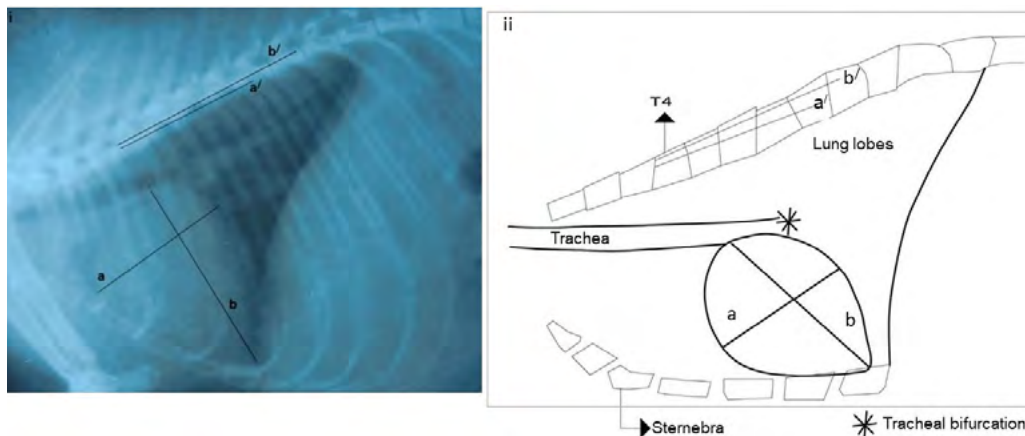 i
b/
a/
a
b
ii
T4
b/
a/
Lung lobes
Trachea
a
b
Sternebra
Tracheal bifurcation